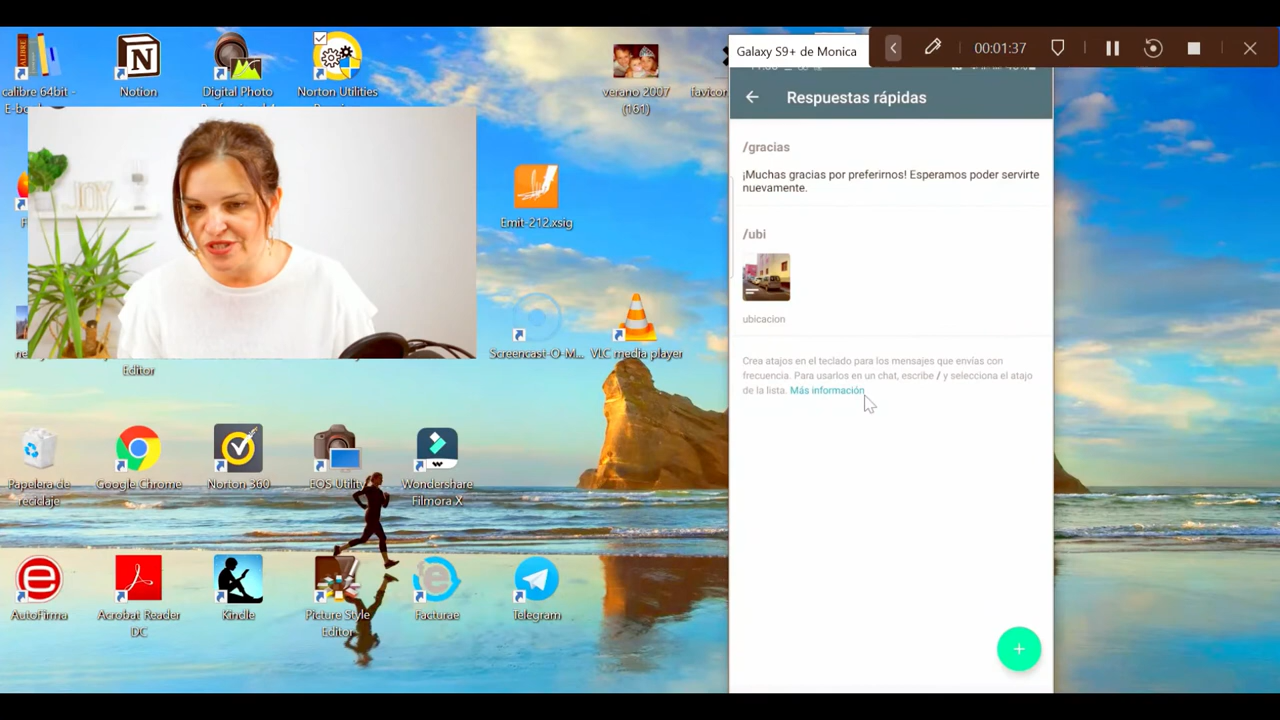 calibre 64bit -
E-bo
Notion
Digital Photo
Norton Utilities
verano 2007
(161)
favicon
Galaxy S9+ de Monica
00:01:37
Respuestas rápidas
/gracias
¡Muchas gracias por preferirnos! Esperamos poder servirte
nuevamente.
/ubi
ubicacion
Crea atajos en el teclado para los mensajes que envías con
frecuencia. Para usarlos en un chat, escribe / y selecciona el atajo
de la lista. Más información
JOY
Emit-212.xsig
Screencast-O-M...
VLC media player
Editor
Papelera de
reciclaje
Google Chrome
Norton 360
EOS Utility
Wondershare
Filmora X
AutoFirma
Acrobat Reader
DC
Kindle
Picture Style
Editor
Facturae
Telegram